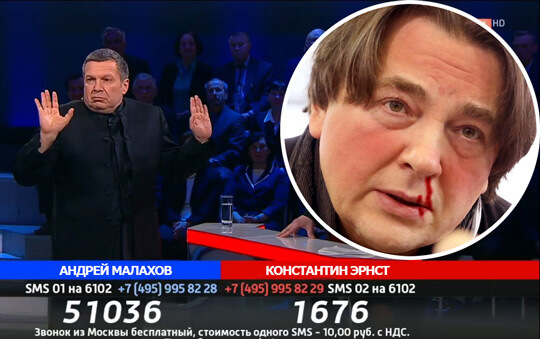 HD
АНДРЕЙ МАЛАХОВ КОНСТАНТИН ЭРНСТ
SMS 01 на 6102 +7 (495) 995 82 28 +7 (495) 995 82 29 SMS 02 на 6102
51036 1676
Звонок из Москвы бесплатный, стоимость одного SMS – 10,00 руб. с НДС.